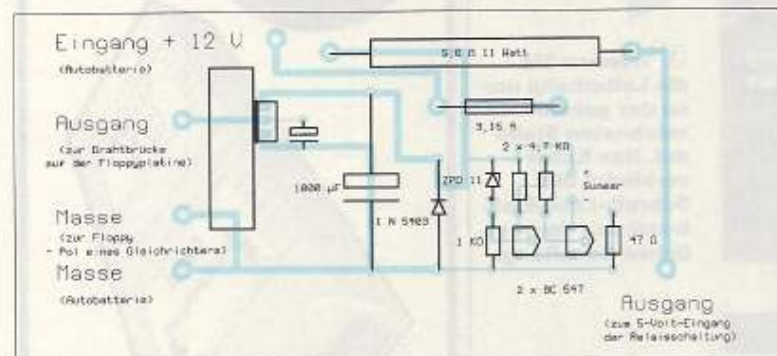 Eingang + 12 V
(Autobatterie)
Ausgang
(zur Drahtbrücke
auf der Floppyplatine)
Masse
(zur Floppy
- Pol eines Gleichrichters)
Masse
(Autobatterie)
5,6 Ω 11 Watt
3,15 A
2 x 4,7 KΩ
1000 µF
1 N 5403
ZPD 11
+
Summer
-
1 KΩ
47 Ω
2 x BC 547
Ausgang
(zum 5-Volt-Eingang
der Relaisschaltung)